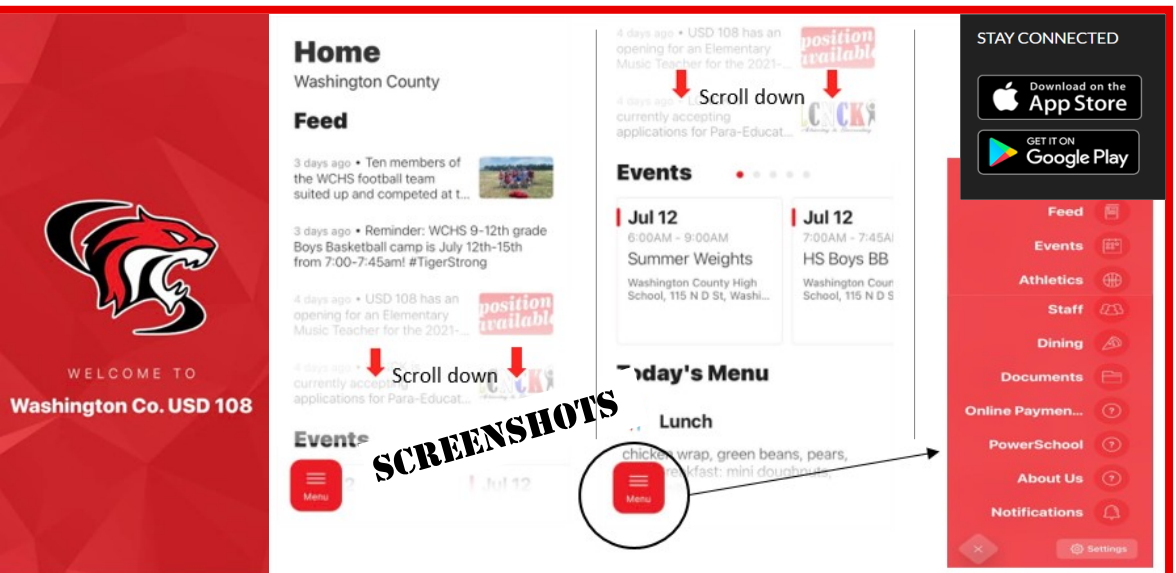 WELCOME TO
Washington Co. USD 108
Home
Washington County
Feed
3 days ago • Ten members of
the WCHS football team
suited up and competed at t...
3 days ago • Reminder: WCHS 9-12th grade
Boys Basketball camp is July 12th-15th
from 7:00-7:45am! #TigerStrong
4 days ago • USD 108 has an
opening for an Elementary
Music Teacher for the 2021-...
position
available
Scroll down
4 days ago •
currently accepting
applications for Para-Educat...
Events
Menu
Jul 12
SCREENSHOTS
4 days ago • USD 108 has an
opening for an Elementary
Music Teacher for the 2021-...
position
available
Scroll down
4 days ago •
currently accepting
applications for Para-Educat...
Events
Jul 12
6:00AM - 9:00AM
Summer Weights
Washington County High
School, 115 N D St, Washi...
Jul 12
7:00AM - 7:45A
HS Boys BB
Washington Coun
School, 115 N D S
Today's Menu
Lunch
chicken wrap, green beans, pears,
mini doughnuts,
Menu
STAY CONNECTED
Download on the
App Store
GET IT ON
Google Play
Feed
Events
Athletics
Staff
Dining
Documents
Online Paymen...
PowerSchool
About Us
Notifications
Settings